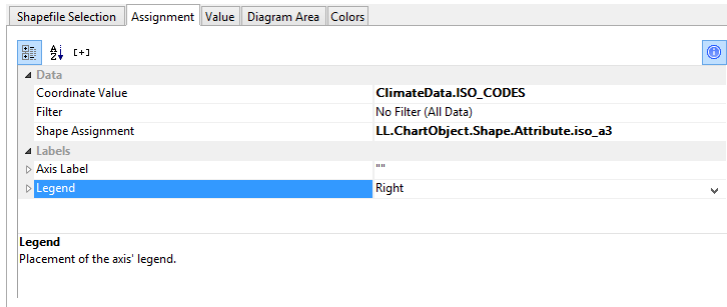 Shapefile Selection Assignment Value Diagram Area Colors
A Z [+]
Data
Coordinate Value ClimateData.ISO_CODES
Filter No Filter (All Data)
Shape Assignment LL.ChartObject.Shape.Attribute.iso_a3
Labels
Axis Label ""
Legend Right
Legend
Placement of the axis' legend.